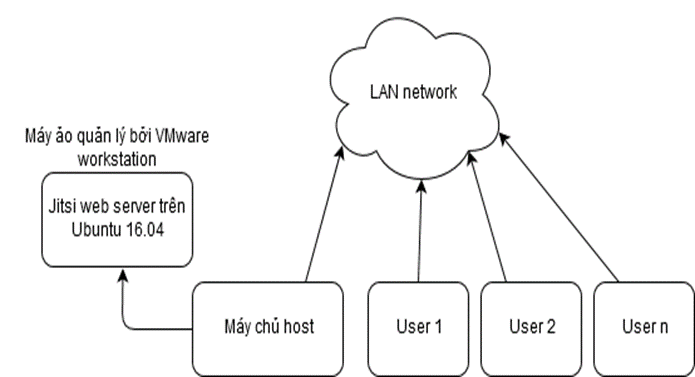 LAN network
Máy ảo quản lý bởi VMware
workstation
Jitsi web server trên
Ubuntu 16.04
Máy chủ host
User 1
User 2
User n